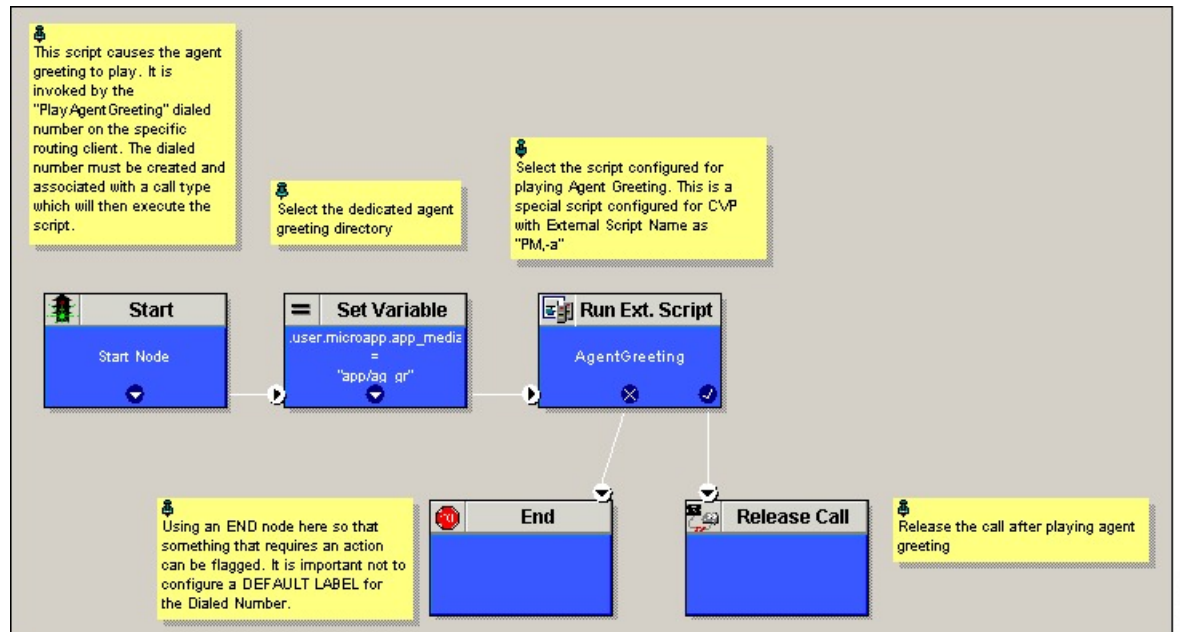 This script causes the agent
greeting to play. It is
invoked by the
"PlayAgentGreeting" dialed
number on the specific
routing client. The dialed
number must be created and
associated with a call type
which will then execute the
script.
Select the dedicated agent
greeting directory
Select the script configured for
playing Agent Greeting. This is a
special script configured for CVP
with External Script Name as
"PM,-a"
Start
Start Node
Set Variable
.user.microapp.app_media
=
"app/ag_gr"
Run Ext. Script
AgentGreeting
Using an END node here so that
something that requires an action
can be flagged. It is important not to
configure a DEFAULT LABEL for
the Dialed Number.
End
Release Call
Release the call after playing agent
greeting